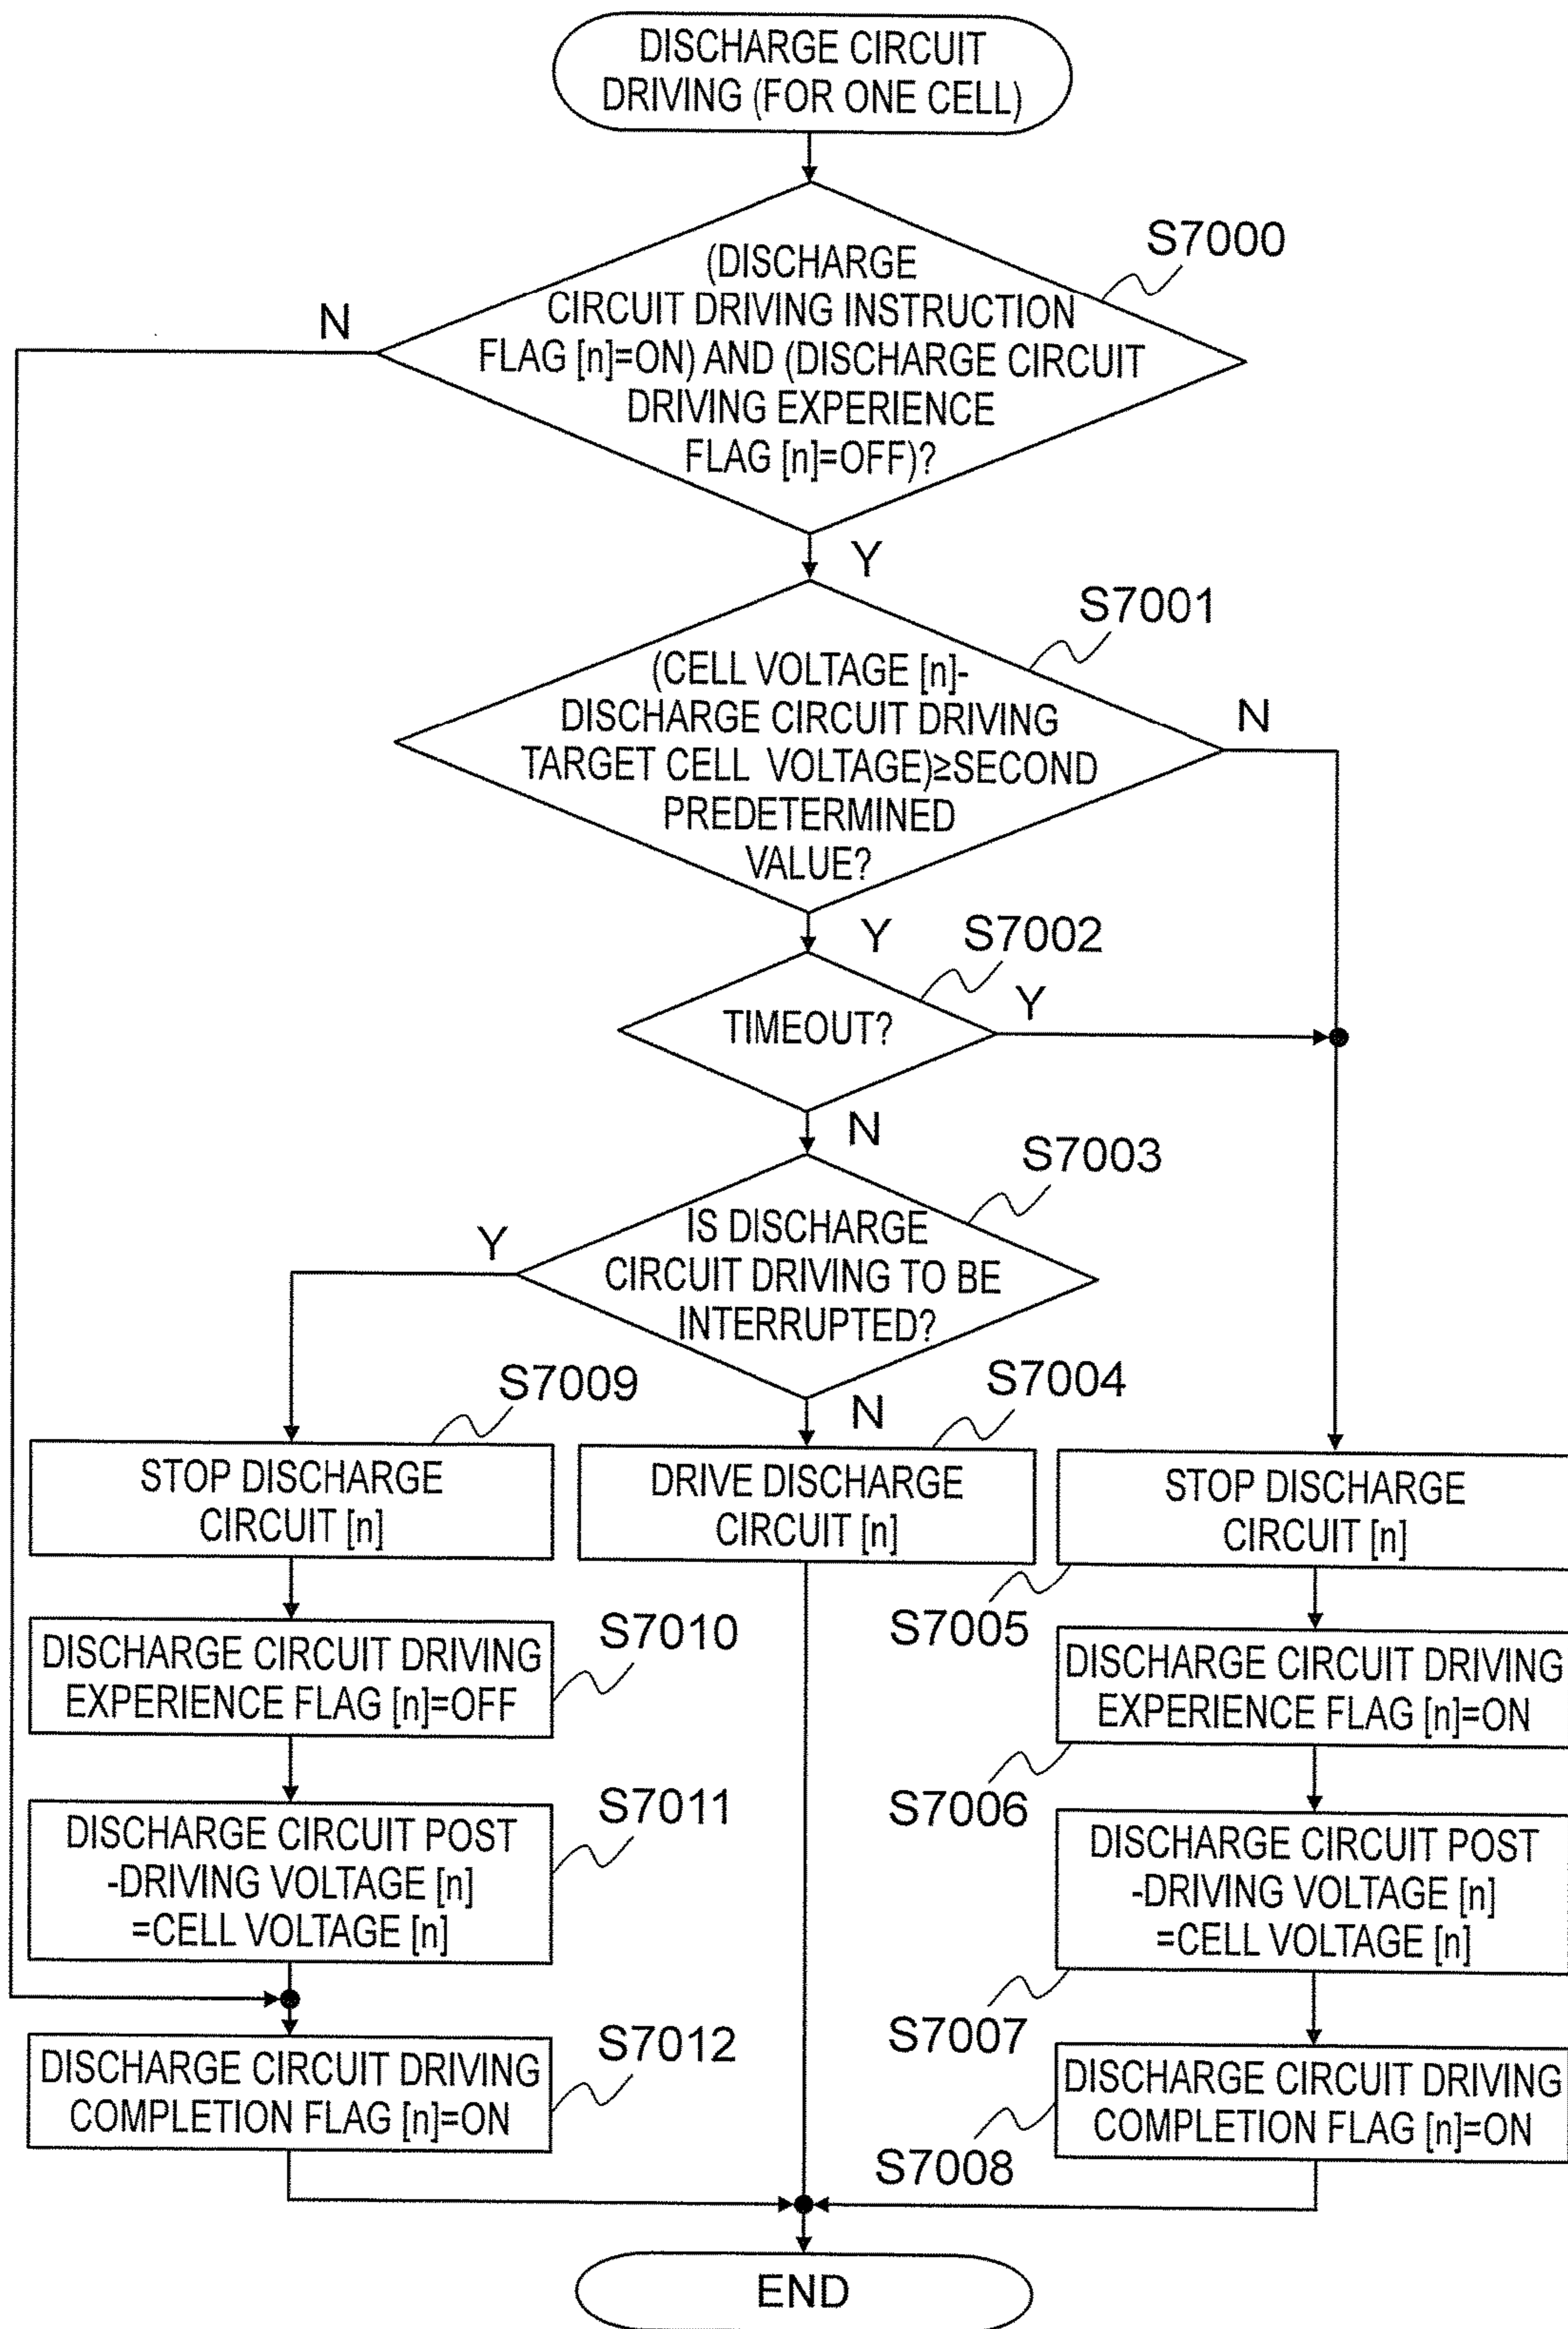 DISCHARGE CIRCUIT
DRIVING (FOR ONE CELL)
S7000
(DISCHARGE
CIRCUIT DRIVING INSTRUCTION
FLAG [n]=ON) AND (DISCHARGE CIRCUIT
DRIVING EXPERIENCE
FLAG [n]=OFF)?
N
Y
S7001
(CELL VOLTAGE [n]-
DISCHARGE CIRCUIT DRIVING
TARGET CELL VOLTAGE)≥SECOND
PREDETERMINED
VALUE?
N
Y
S7002
TIMEOUT?
Y
N
S7003
IS DISCHARGE
CIRCUIT DRIVING TO BE
INTERRUPTED?
Y
N
S7009
STOP DISCHARGE
CIRCUIT [n]
S7004
DRIVE DISCHARGE
CIRCUIT [n]
STOP DISCHARGE
CIRCUIT [n]
S7005
S7010
DISCHARGE CIRCUIT DRIVING
EXPERIENCE FLAG [n]=OFF
DISCHARGE CIRCUIT DRIVING
EXPERIENCE FLAG [n]=ON
S7006
S7011
DISCHARGE CIRCUIT POST
-DRIVING VOLTAGE [n]
=CELL VOLTAGE [n]
DISCHARGE CIRCUIT POST
-DRIVING VOLTAGE [n]
=CELL VOLTAGE [n]
S7007
S7012
DISCHARGE CIRCUIT DRIVING
COMPLETION FLAG [n]=ON
DISCHARGE CIRCUIT DRIVING
COMPLETION FLAG [n]=ON
S7008
END